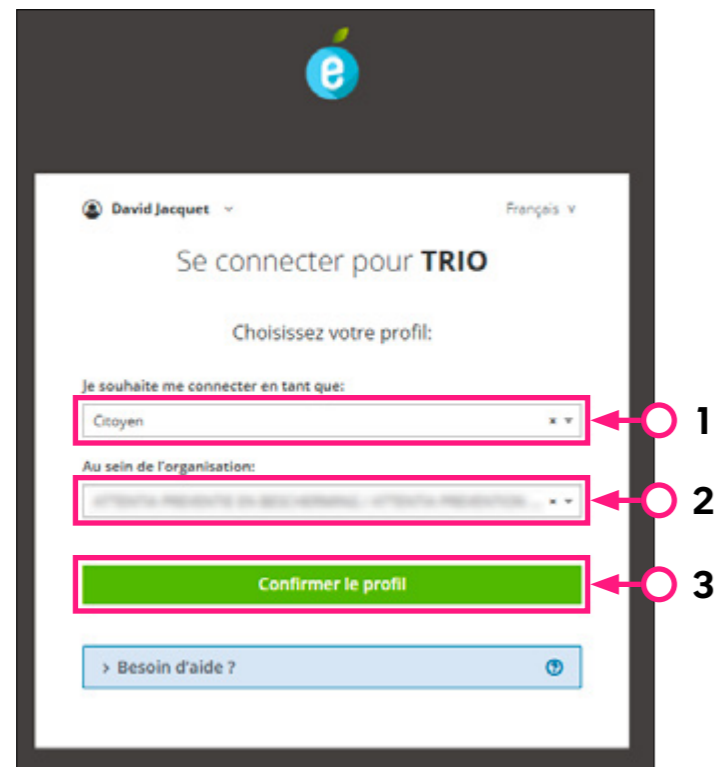 e
David Jacquet
Français
Se connecter pour TRIO
Choisissez votre profil:
Je souhaite me connecter en tant que:
Citoyen
1
Au sein de l'organisation:
2
Confirmer le profil
3
> Besoin d'aide ?